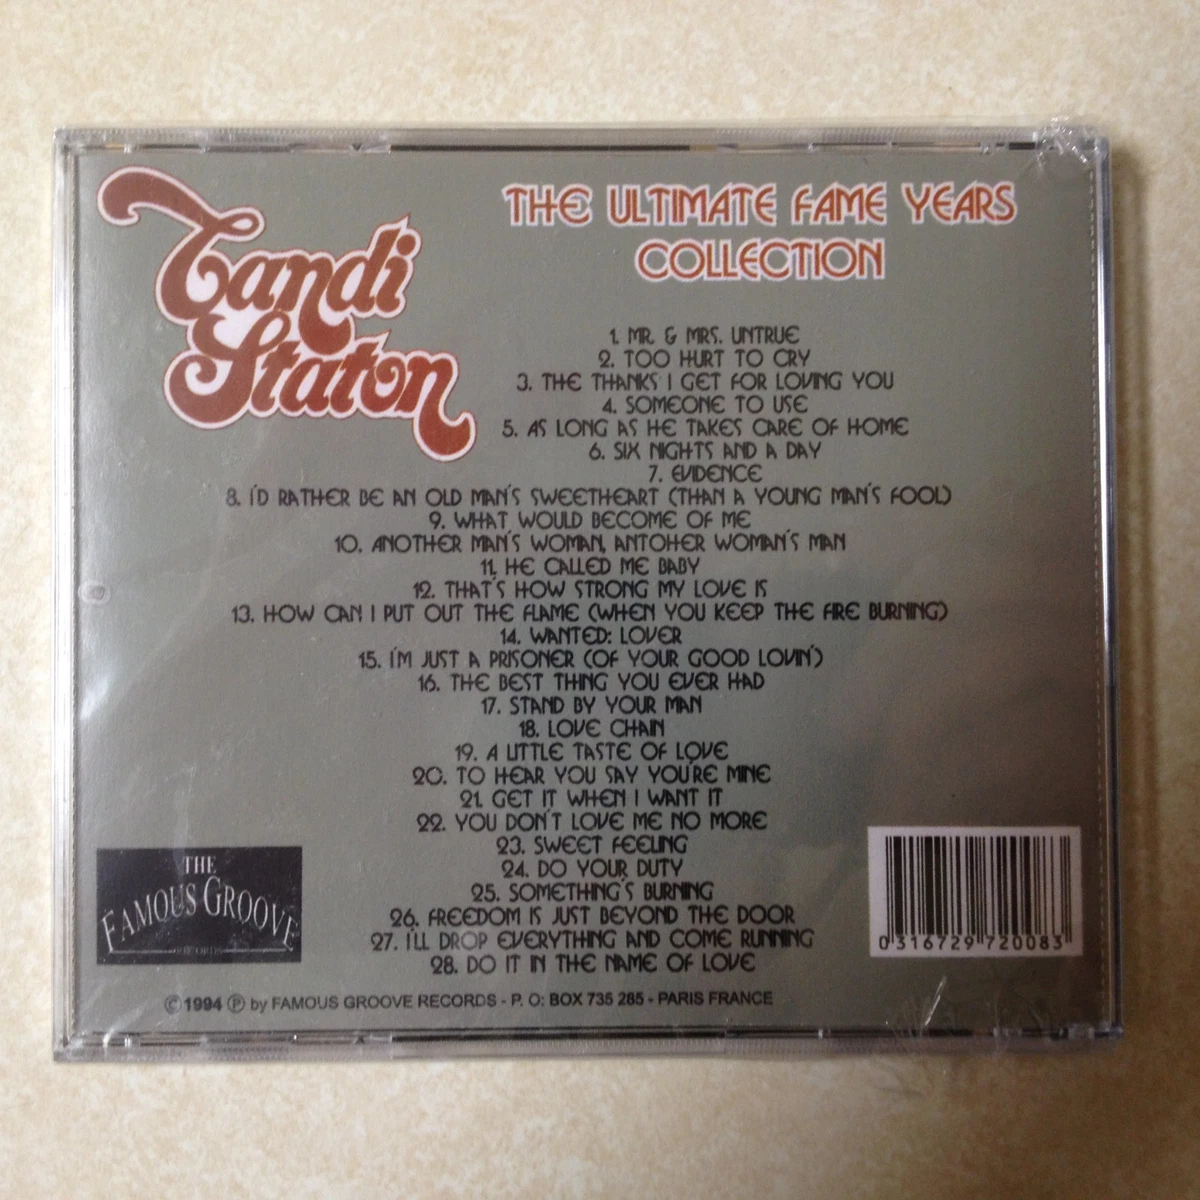 Candi
Staton
THE ULTIMATE FAME YEARS
COLLECTION
1. MR. & MRS. UNTRUE
2. TOO HURT TO CRY
3. THE THANKS I GET FOR LOVING YOU
4. SOMEONE TO USE
5. AS LONG AS HE TAKES CARE OF HOME
6. SIX NIGHTS AND A DAY
7. EVIDENCE
8. I'D RATHER BE AN OLD MAN'S SWEETHEART (THAN A YOUNG MAN'S FOOL)
9. WHAT WOULD BECOME OF ME
10. ANOTHER MAN'S WOMAN, ANTOHER WOMAN'S MAN
11. HE CALLED ME BABY
12. THAT'S HOW STRONG MY LOVE IS
13. HOW CAN I PUT OUT THE FLAME (WHEN YOU KEEP THE FIRE BURNING)
14. WANTED: LOVER
15. I'M JUST A PRISONER (OF YOUR GOOD LOVIN')
16. THE BEST THING YOU EVER HAD
17. STAND BY YOUR MAN
18. LOVE CHAIN
19. A LITTLE TASTE OF LOVE
20. TO HEAR YOU SAY YOU'RE MINE
21. GET IT WHEN I WANT IT
22. YOU DON'T LOVE ME NO MORE
23. SWEET FEELING
24. DO YOUR DUTY
25. SOMETHING'S BURNING
26. FREEDOM IS JUST BEYOND THE DOOR
27. I'LL DROP EVERYTHING AND COME RUNNING
28. DO IT IN THE NAME OF LOVE
THE
FAMOUS GROOVE
RECORDS
0 316729 720083
© 1994 ℗ by FAMOUS GROOVE RECORDS - P. O: BOX 735 285 - PARIS FRANCE